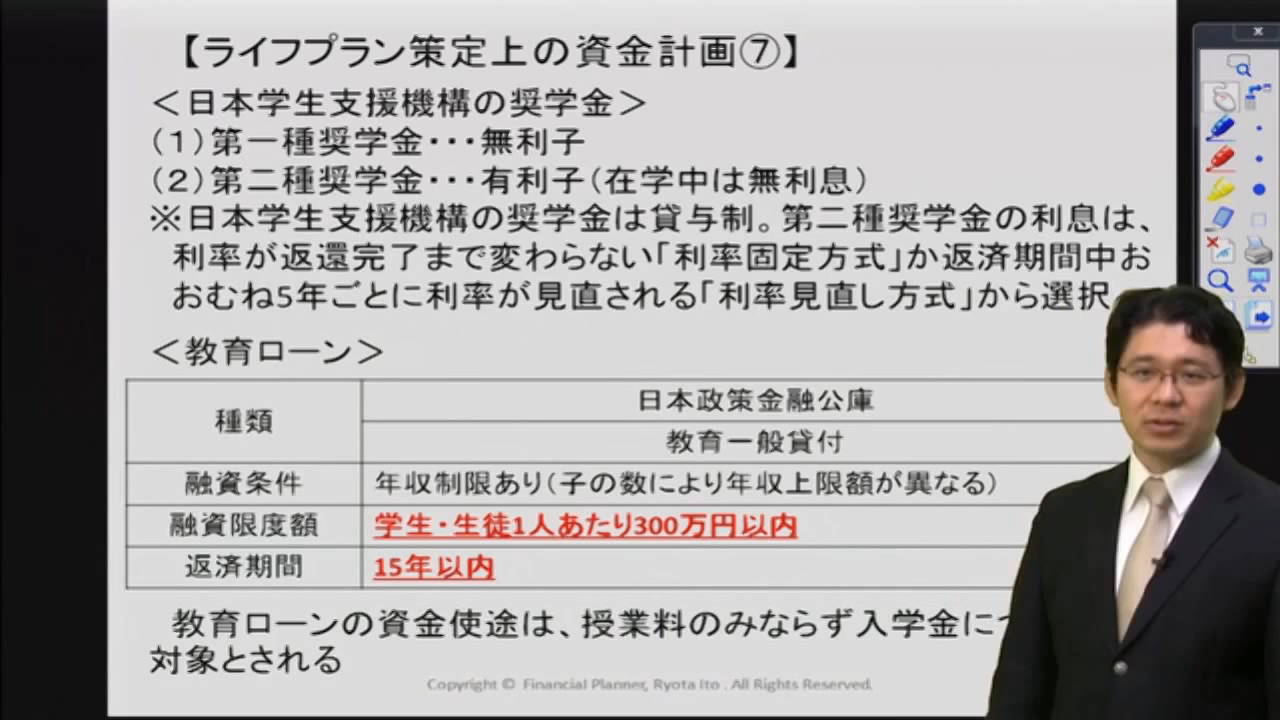 【ライフプラン策定上の資金計画⑦】
＜日本学生支援機構の奨学金＞
（1）第一種奨学金・・・無利子
（2）第二種奨学金・・・有利子（在学中は無利息）
※日本学生支援機構の奨学金は貸与制。第二種奨学金の利息は、
利率が返還完了まで変わらない「利率固定方式」か返済期間中お
おむね5年ごとに利率が見直される「利率見直し方式」から選択
＜教育ローン＞
種類
日本政策金融公庫
教育一般貸付
融資条件 年収制限あり（子の数により年収上限額が異なる）
融資限度額 学生・生徒1人あたり300万円以内
返済期間 15年以内
教育ローンの資金使途は、授業料のみならず入学金に
対象とされる
Copyright © Financial Planner, Ryota Ito . All Rights Reserved.